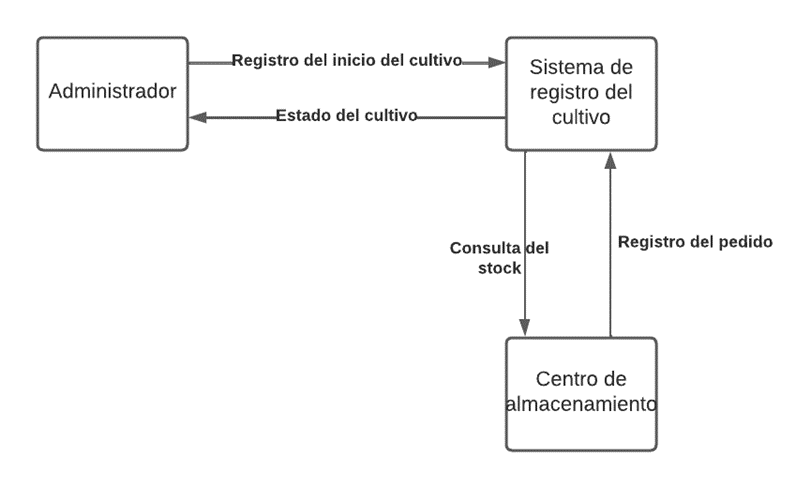 Administrador
Registro del inicio del cultivo
Estado del cultivo
Sistema de
registro del
cultivo
Consulta del
stock
Registro del pedido
Centro de
almacenamiento